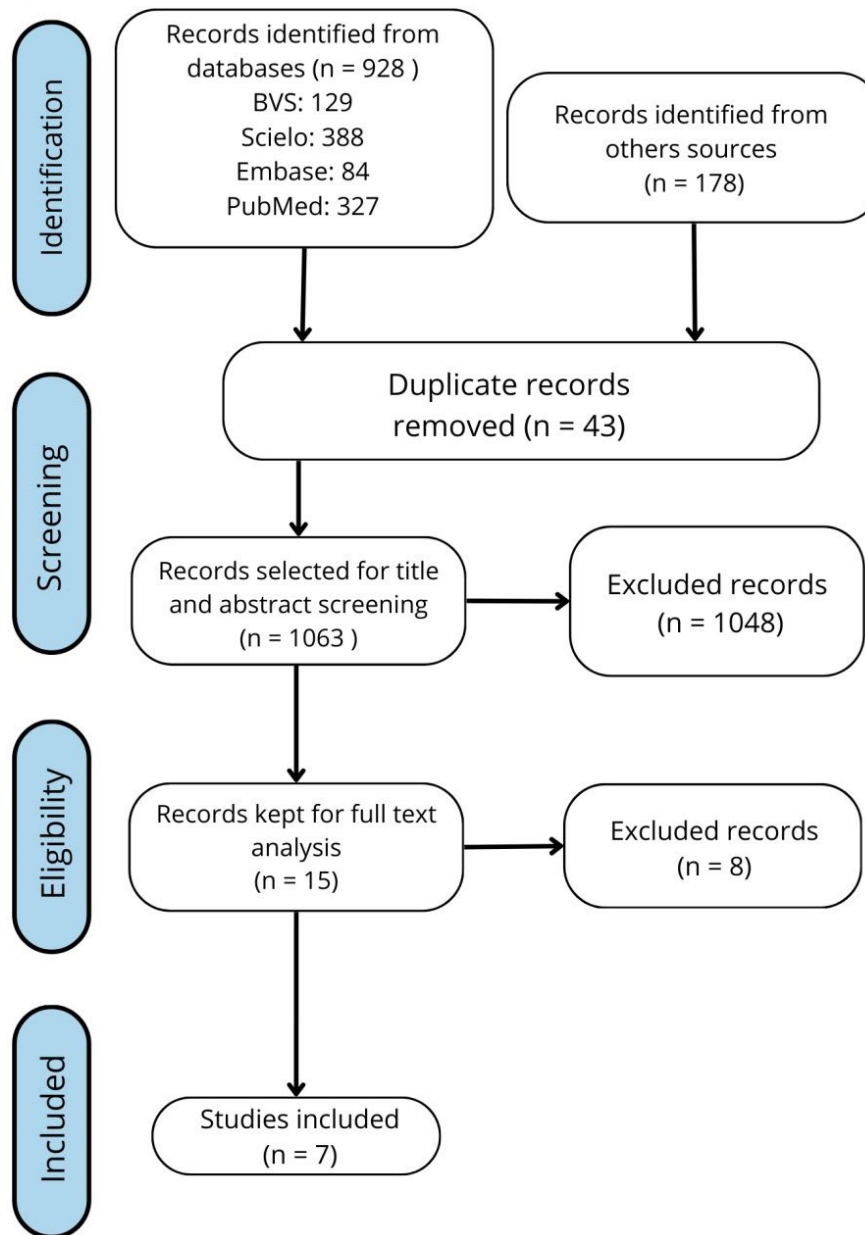 Identification
Records identified from
databases (n = 928 )
BVS: 129
Scielo: 388
Embase: 84
PubMed: 327
Records identified from
others sources
(n = 178)
Screening
Duplicate records
removed (n = 43)
Records selected for title
and abstract screening
(n = 1063 )
Excluded records
(n = 1048)
Eligibility
Records kept for full text
analysis
(n = 15)
Excluded records
(n = 8)
Included
Studies included
(n = 7)